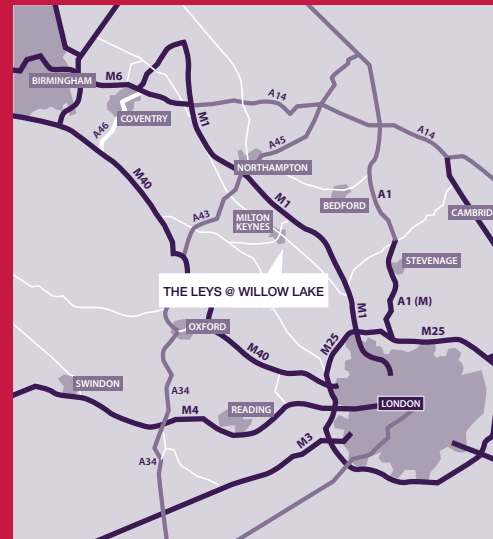 BIRMINGHAM
M6
COVENTRY
A46
M1
A14
A45
A14
NORTHAMPTON
M40
M1
BEDFORD
A1
CAMBRID
A43
MILTON
KEYNES
STEVENAGE
THE LEYS @ WILLOW LAKE
A1 (M)
M1
OXFORD
M25
M25
M40
SWINDON
A34
M4
READING
LONDON
M3
A34